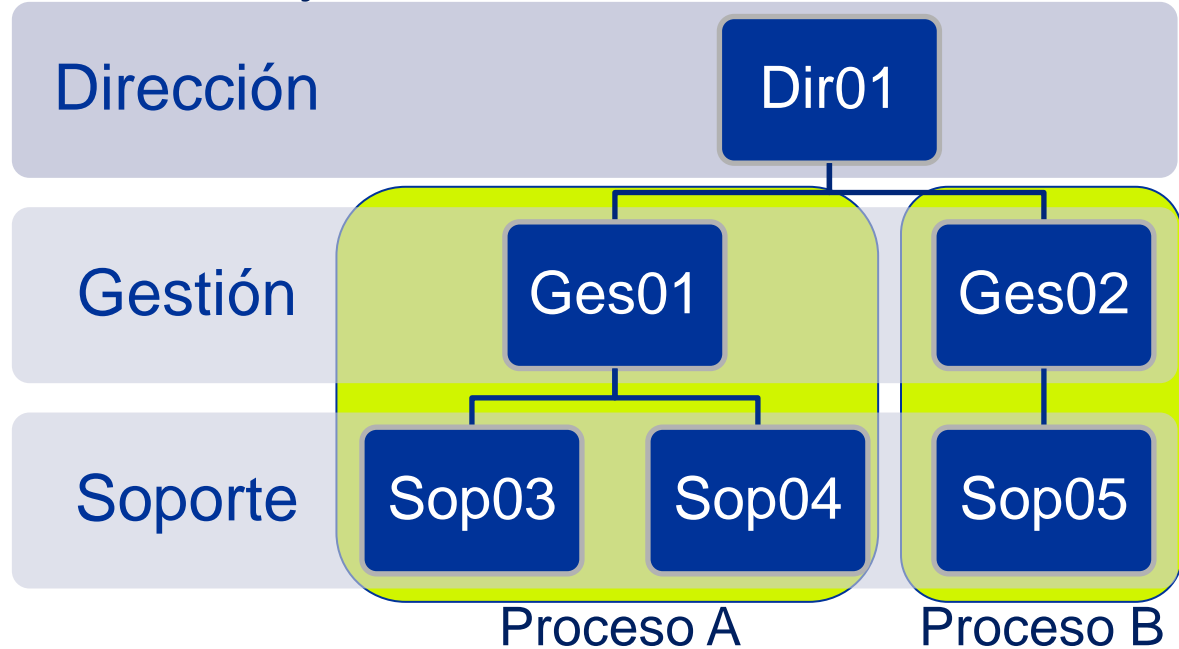 Dirección
Dir01
Gestión
Ges01
Ges02
Soporte
Sop03
Sop04
Sop05
Proceso A
Proceso B